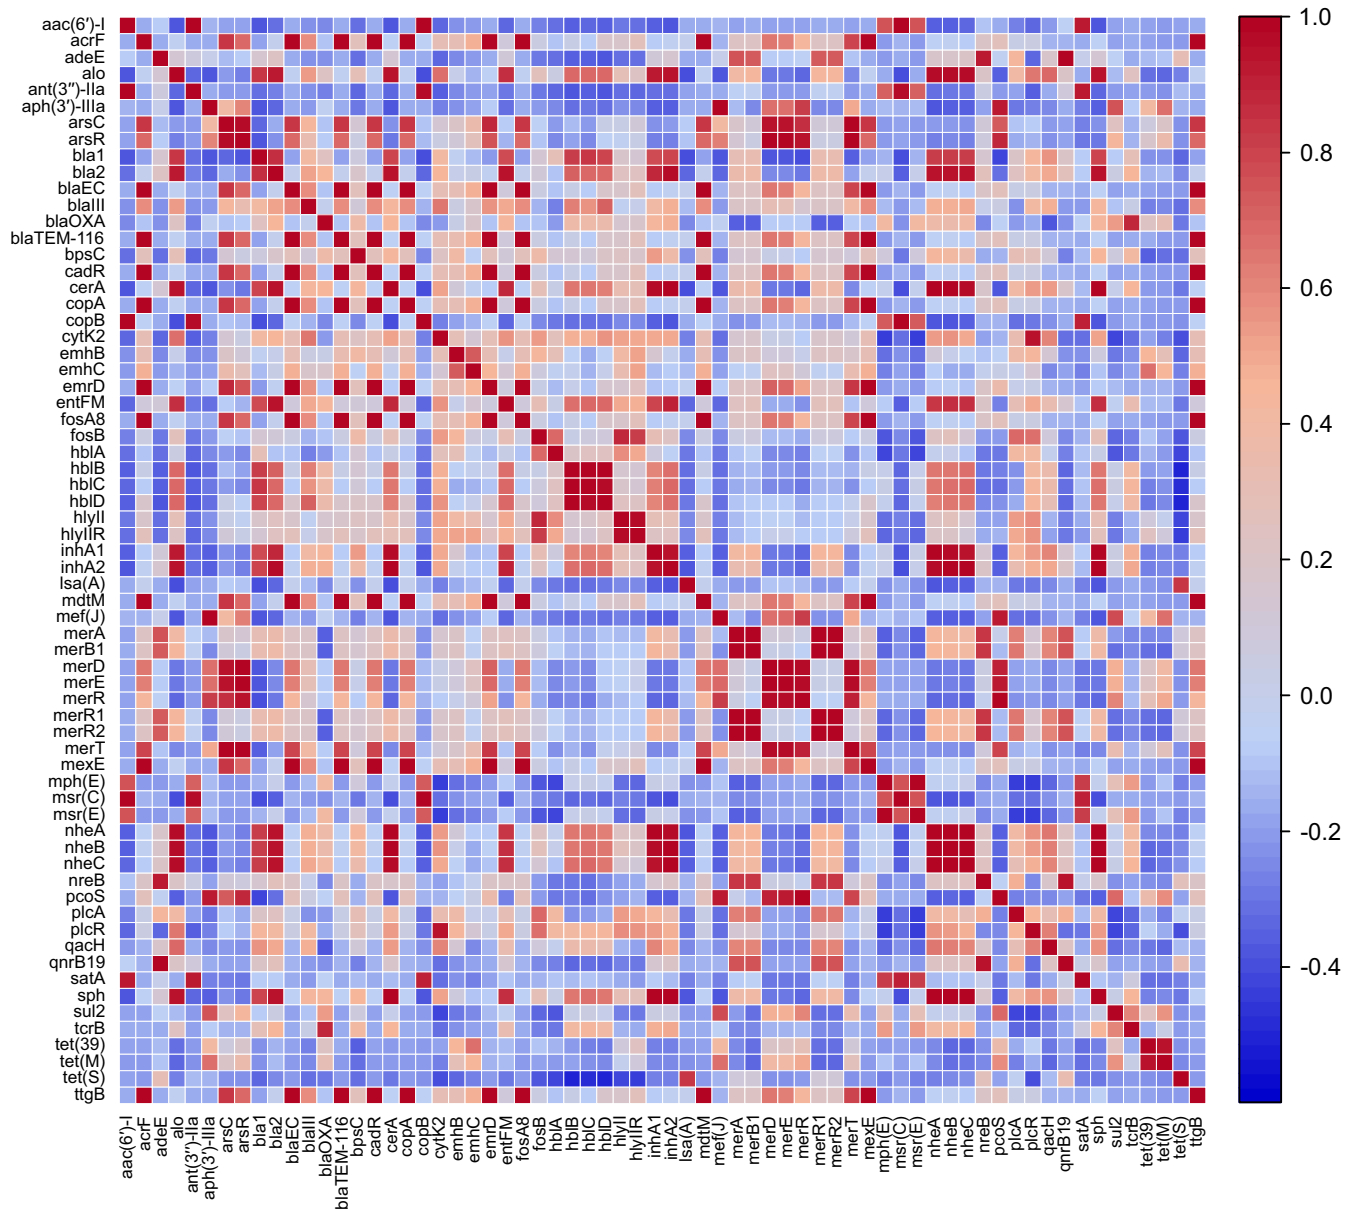 aac(6′)-I
acrF
adeE
alo
ant(3″)-IIa
aph(3′)-IIIa
arsC
arsR
bla1
bla2
blaEC
blaIII
blaOXA
blaTEM-116
bpsC
cadR
cerA
copA
copB
cytK2
emhB
emhC
emrD
entFM
fosA8
fosB
hblA
hblB
hblC
hblD
hlyII
hlyIIR
inhA1
inhA2
lsa(A)
mdtM
mef(J)
merA
merB1
merD
merE
merR
merR1
merR2
merT
mexE
mph(E)
msr(C)
msr(E)
nheA
nheB
nheC
nreB
pcoS
plcA
plcR
qacH
qnrB19
satA
sph
sul2
tcrB
tet(39)
tet(M)
tet(S)
ttgB
1.0
0.8
0.6
0.4
0.2
0.0
-0.2
-0.4
aac(6′)-I
acrF
adeE
alo
ant(3″)-IIa
aph(3′)-IIIa
arsC
arsR
bla1
bla2
blaEC
blaIII
blaOXA
blaTEM-116
bpsC
cadR
cerA
copA
copB
cytK2
emhB
emhC
emrD
entFM
fosA8
fosB
hblA
hblB
hblC
hblD
hlyII
hlyIIR
inhA1
inhA2
lsa(A)
mdtM
mef(J)
merA
merB1
merD
merE
merR
merR1
merR2
merT
mexE
mph(E)
msr(C)
msr(E)
nheA
nheB
nheC
nreB
pcoS
plcA
plcR
qacH
qnrB19
satA
sph
sul2
tcrB
tet(39)
tet(M)
tet(S)
ttgB